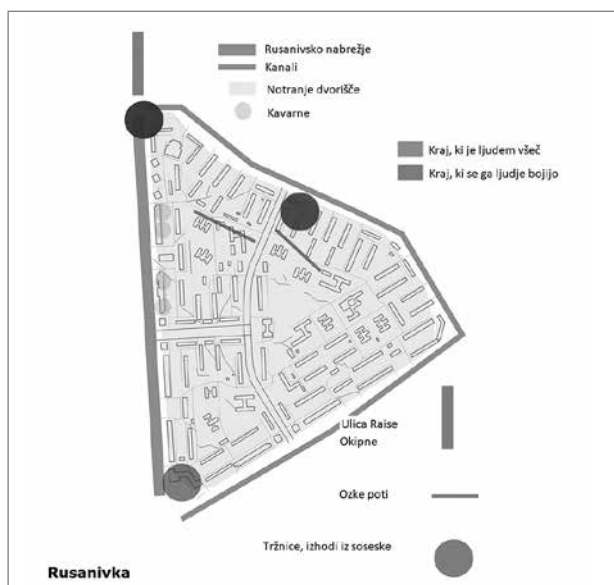 Rusanivsko nabrežje
Kanali
Notranje dvorišče
Kavarne
Kraj, ki je ljudem všeč
Kraj, ki se ga ljudje bojijo
Ulica Raise
Okipne
Ozke poti
Tržnice, izhodi iz soseske
Rusanivka